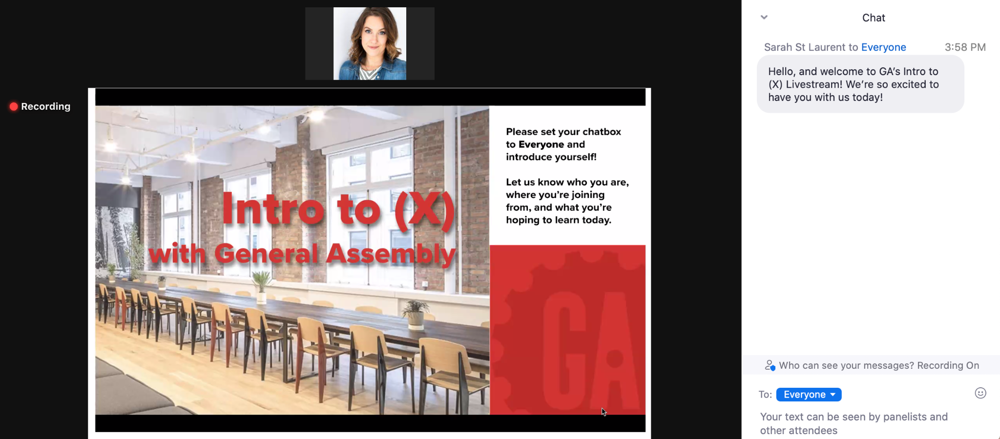 Recording
Intro to (X)
with General Assembly
Please set your chatbox
to Everyone and
introduce yourself!
Let us know who you are,
where you're joining
from, and what you're
hoping to learn today.
GA
Chat
Sarah St Laurent to Everyone 3:58 PM
Hello, and welcome to GA's Intro to
(X) Livestream! We're so excited to
have you with us today!
Who can see your messages? Recording On
To: Everyone
Your text can be seen by panelists and
other attendees